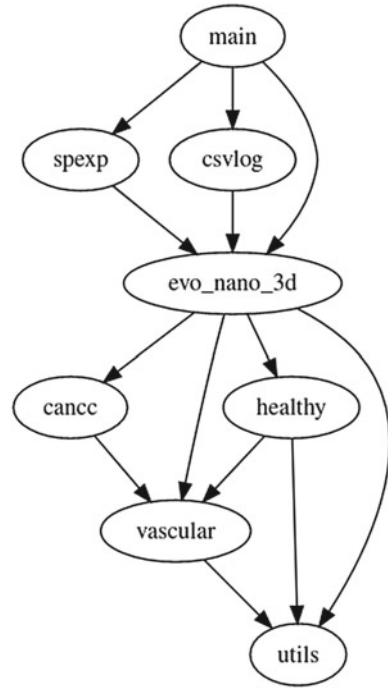 main
spexp
csvlog
evo_nano_3d
cancc
healthy
vascular
utils